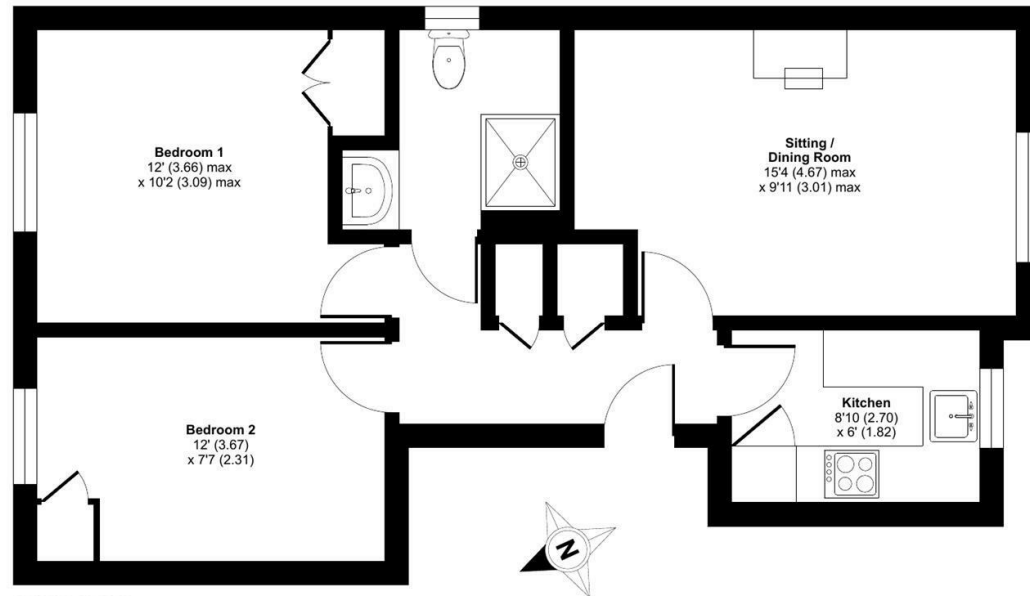 Bedroom 1
12' (3.66) max
x 10'2 (3.09) max
Sitting /
Dining Room
15'4 (4.67) max
x 9'11 (3.01) max
Bedroom 2
12' (3.67)
x 7'7 (2.31)
Kitchen
8'10 (2.70)
x 6' (1.82)
N